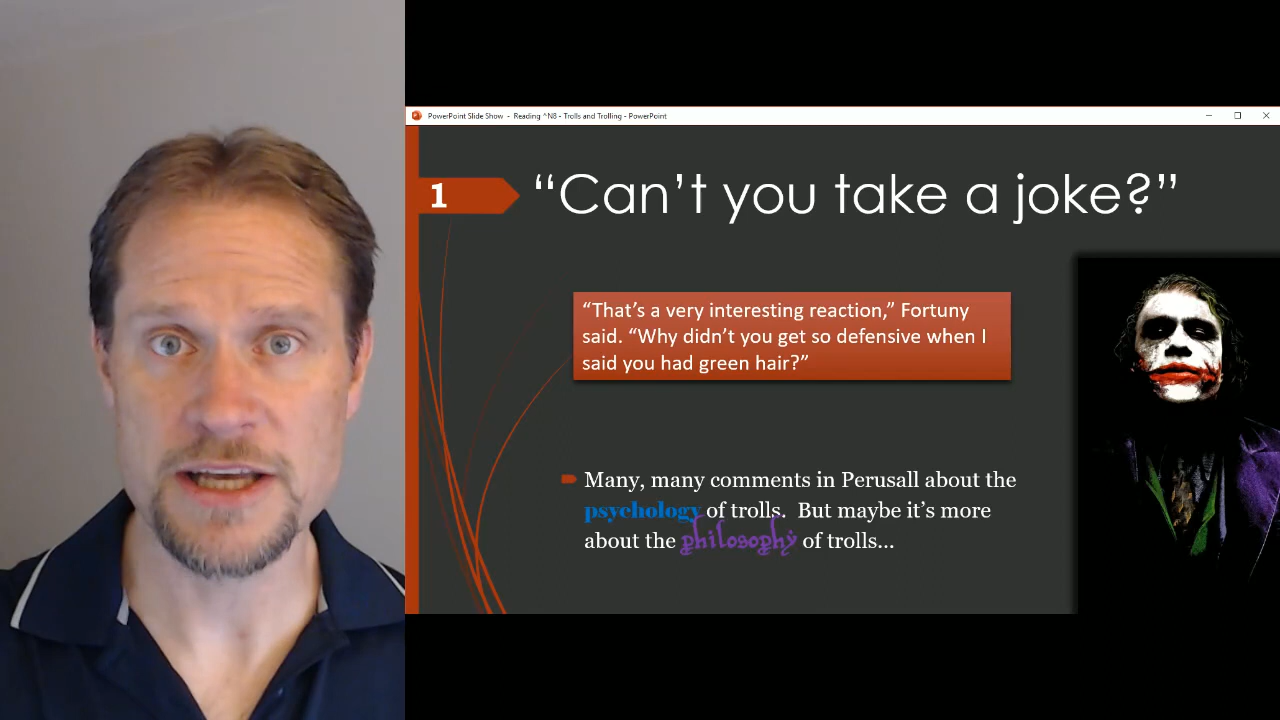 PowerPoint Slide Show - Reading ^N8 - Trolls and Trolling - PowerPoint
1
“Can’t you take a joke?”
“That’s a very interesting reaction,” Fortuny
said. “Why didn’t you get so defensive when I
said you had green hair?”
Many, many comments in Perusall about the
psychology of trolls. But maybe it’s more
about the philosophy of trolls…